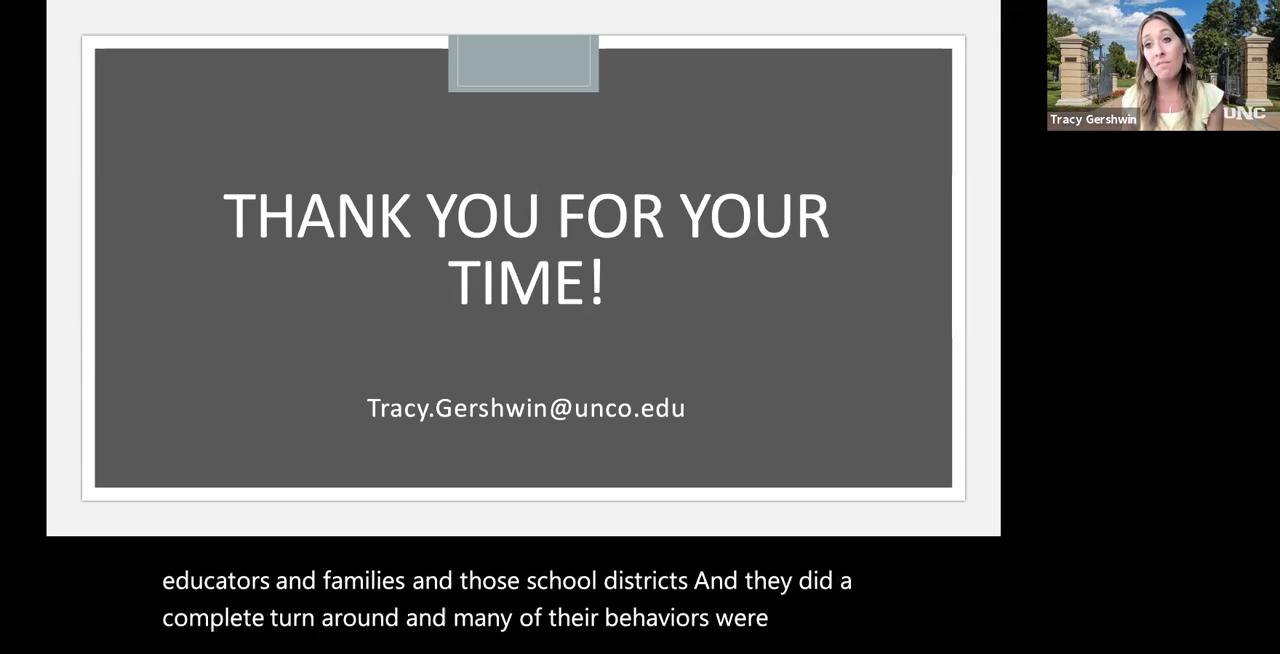 THANK YOU FOR YOUR
TIME!
Tracy.Gershwin@unco.edu
Tracy Gershwin
UNC
educators and families and those school districts And they did a
complete turn around and many of their behaviors were